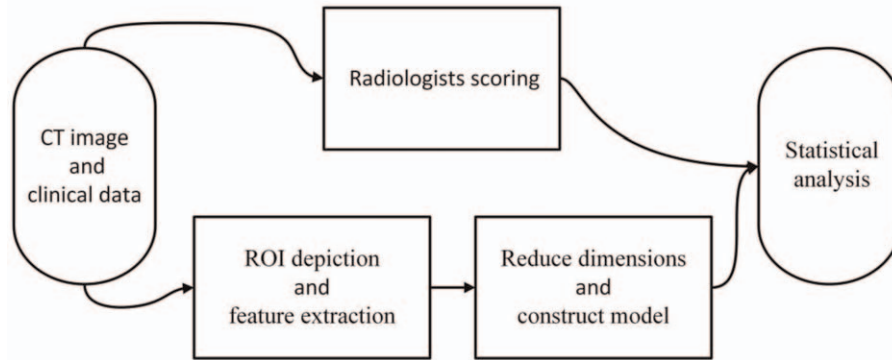 CT image
and
clinical data
Radiologists scoring
ROI depiction
and
feature extraction
Reduce dimensions
and
construct model
Statistical
analysis